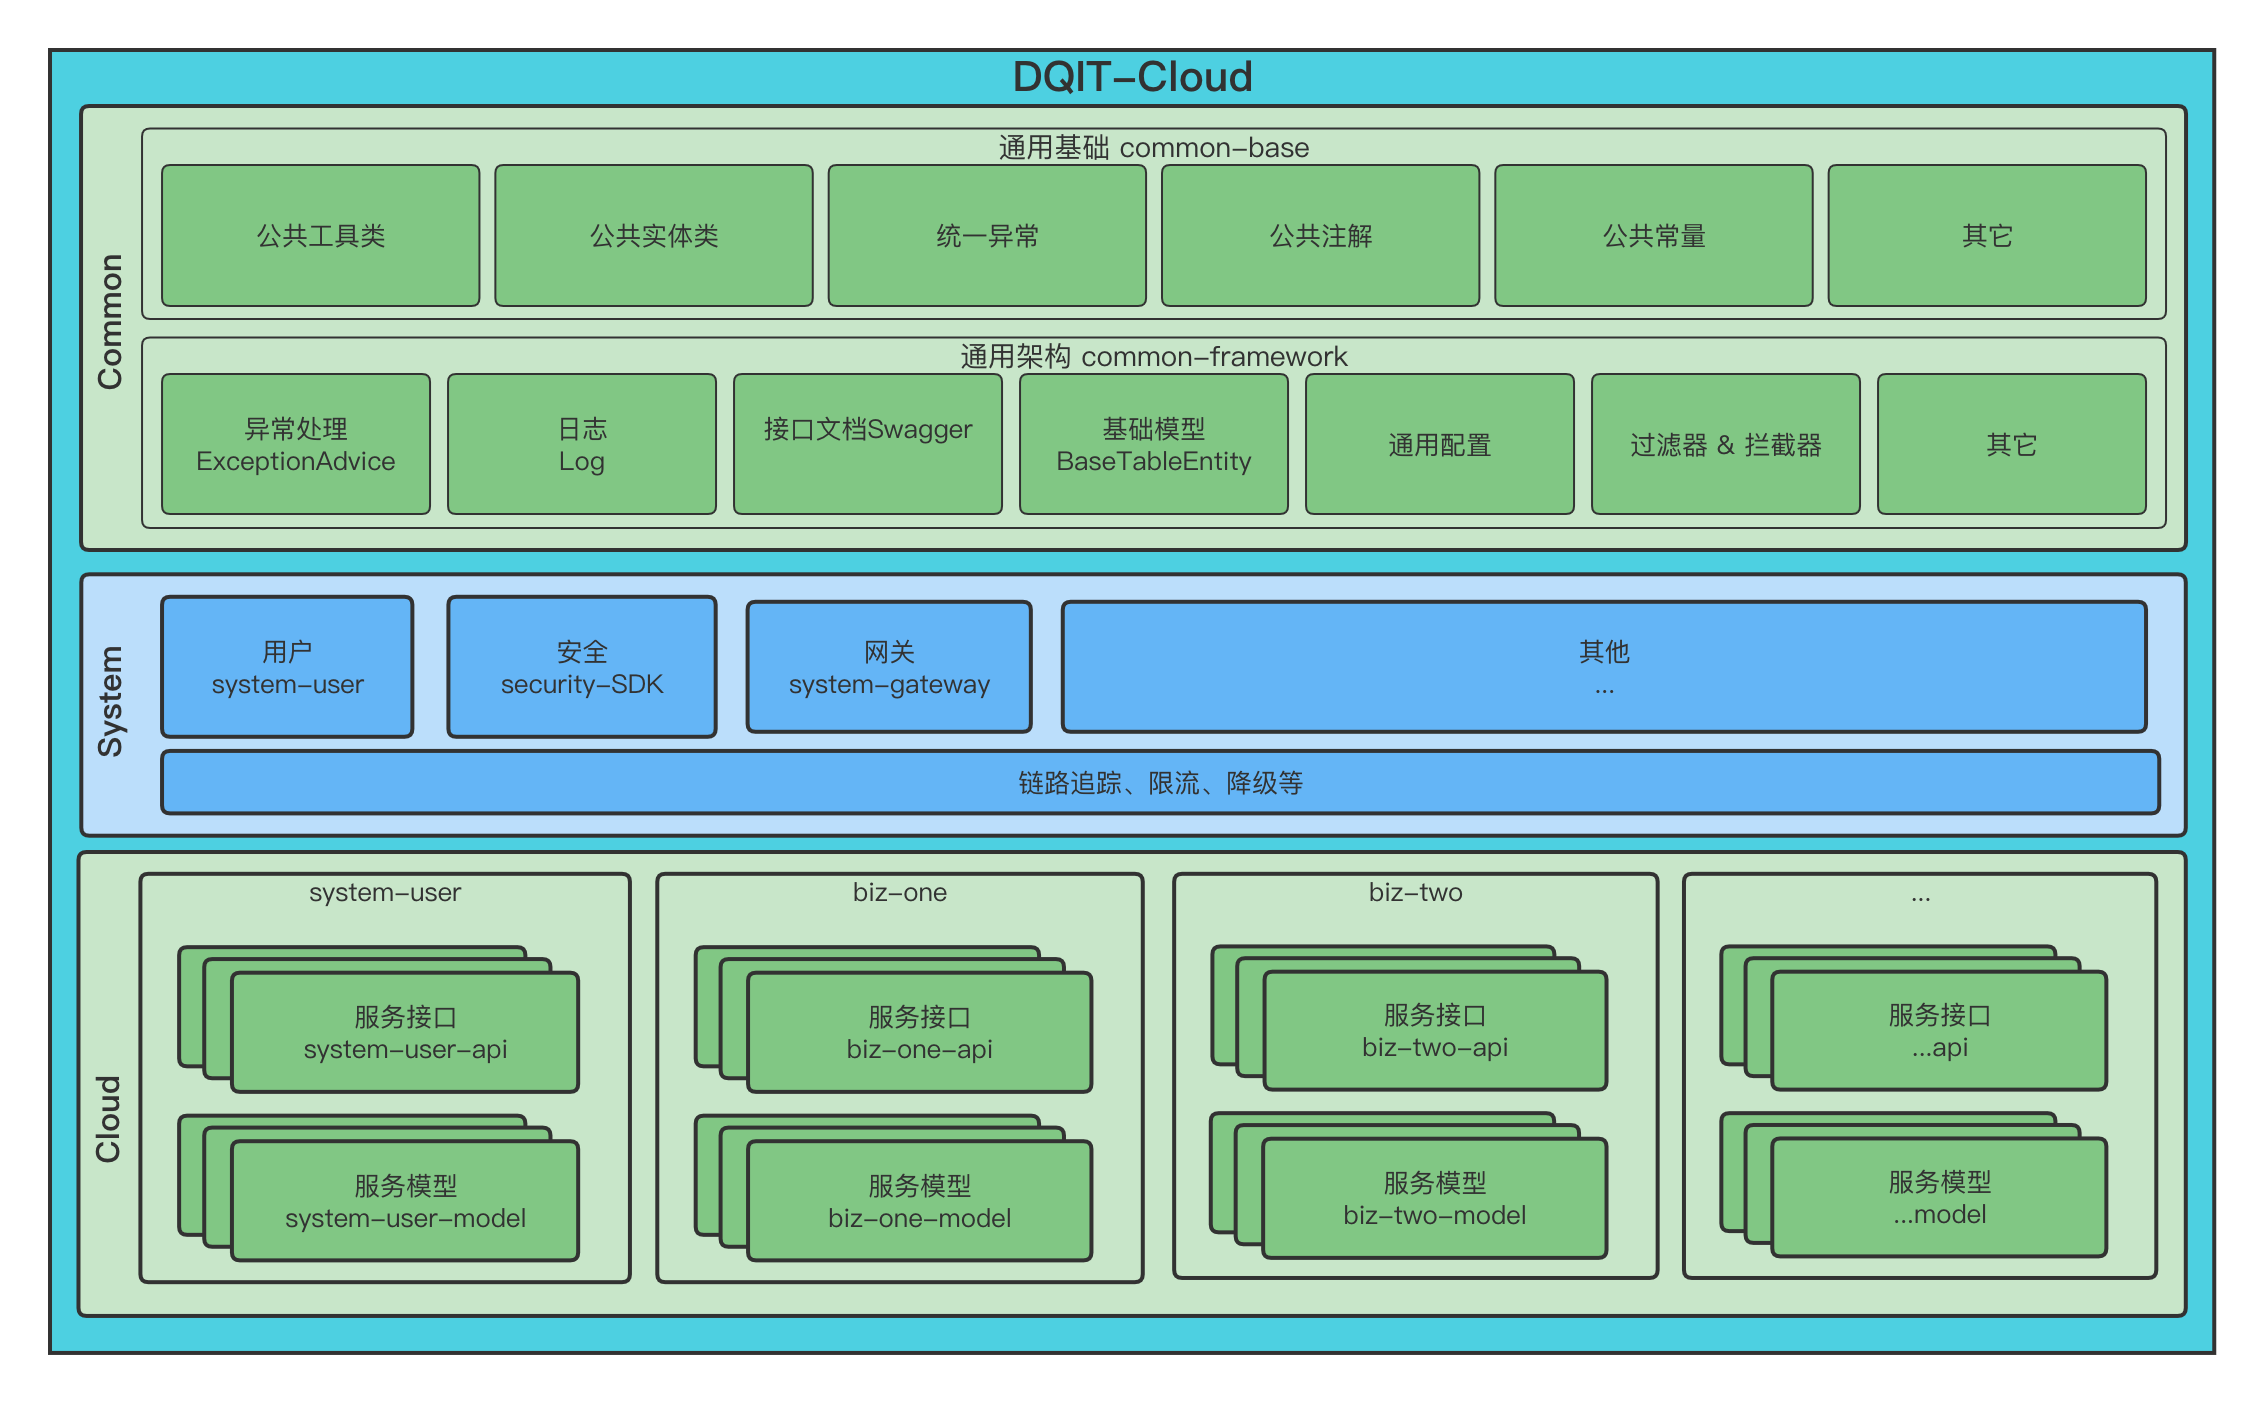 DQIT-Cloud
Common
通用基础 common-base
公共工具类
公共实体类
统一异常
公共注解
公共常量
其它
通用架构 common-framework
异常处理
ExceptionAdvice
日志
Log
接口文档Swagger
基础模型
BaseTableEntity
通用配置
过滤器 & 拦截器
其它
System
用户
system-user
安全
security-SDK
网关
system-gateway
其他
...
链路追踪、限流、降级等
Cloud
system-user
服务接口
system-user-api
服务模型
system-user-model
biz-one
服务接口
biz-one-api
服务模型
biz-one-model
biz-two
服务接口
biz-two-api
服务模型
biz-two-model
...
服务接口
...api
服务模型
...model